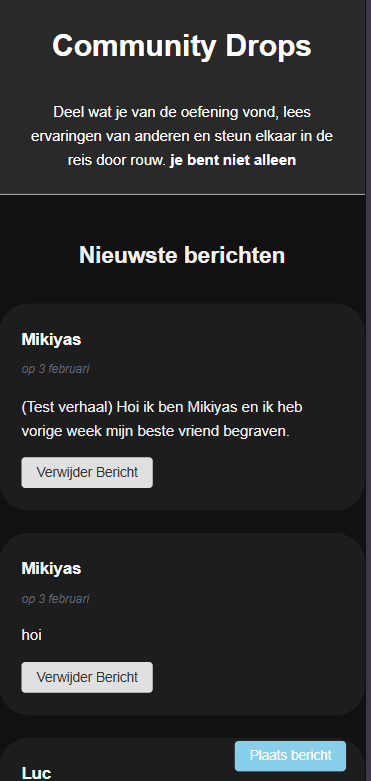 Community Drops
Deel wat je van de oefening vond, lees
ervaringen van anderen en steun elkaar in de
reis door rouw. je bent niet alleen
Nieuwste berichten
Mikiyas
op 3 februari
(Test verhaal) Hoi ik ben Mikiyas en ik heb
vorige week mijn beste vriend begraven.
Verwijder Bericht
Mikiyas
op 3 februari
hoi
Verwijder Bericht
Plaats bericht
Luc